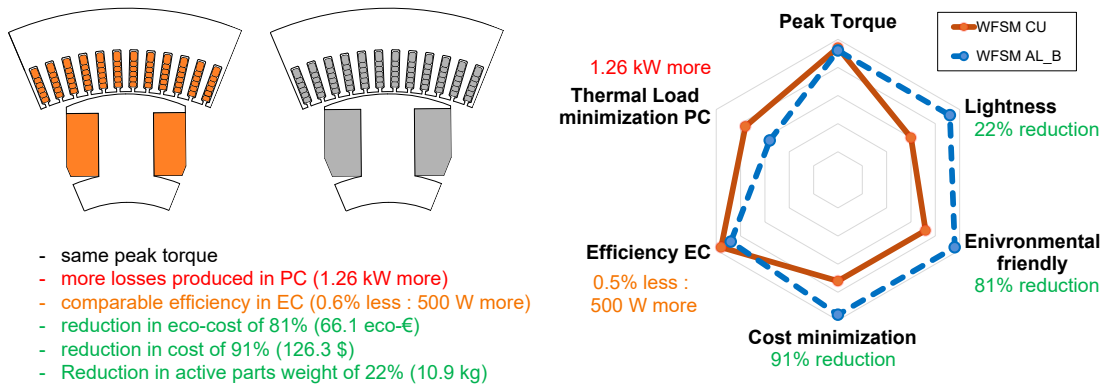 Peak Torque
WFSM CU
WFSM AL_B
1.26 kW more
Thermal Load
minimization PC
Lightness
22% reduction
Efficiency EC
0.5% less :
500 W more
Enivronmental
friendly
81% reduction
Cost minimization
91% reduction
- same peak torque
- more losses produced in PC (1.26 kW more)
- comparable efficiency in EC (0.6% less : 500 W more)
- reduction in eco-cost of 81% (66.1 eco-€)
- reduction in cost of 91% (126.3 $)
- Reduction in active parts weight of 22% (10.9 kg)